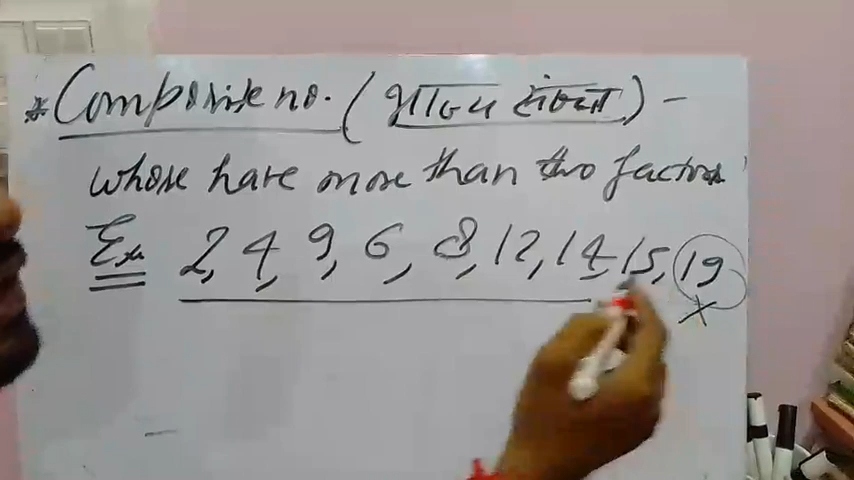 * Composite no. (भाज्य संख्या) -
whose have more than two factors
Ex 2, 4, 9, 6, 8, 12, 14, 15, 19
×